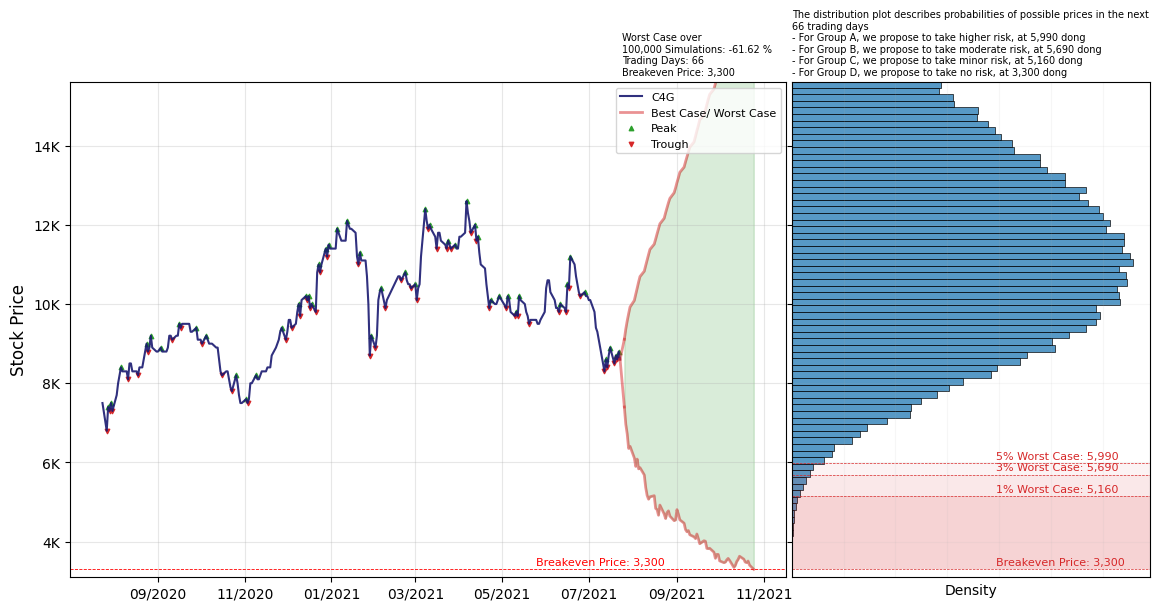 Worst Case over
100,000 Simulations: -61.62 %
Trading Days: 66
Breakeven Price: 3,300
The distribution plot describes probabilities of possible prices in the next
66 trading days
- For Group A, we propose to take higher risk, at 5,990 dong
- For Group B, we propose to take moderate risk, at 5,690 dong
- For Group C, we propose to take minor risk, at 5,160 dong
- For Group D, we propose to take no risk, at 3,300 dong
C4G
Best Case/ Worst Case
Peak
Trough
Stock Price
14K
12K
10K
8K
6K
4K
Breakeven Price: 3,300
09/2020
11/2020
01/2021
03/2021
05/2021
07/2021
09/2021
11/2021
5% Worst Case: 5,990
3% Worst Case: 5,690
1% Worst Case: 5,160
Breakeven Price: 3,300
Density